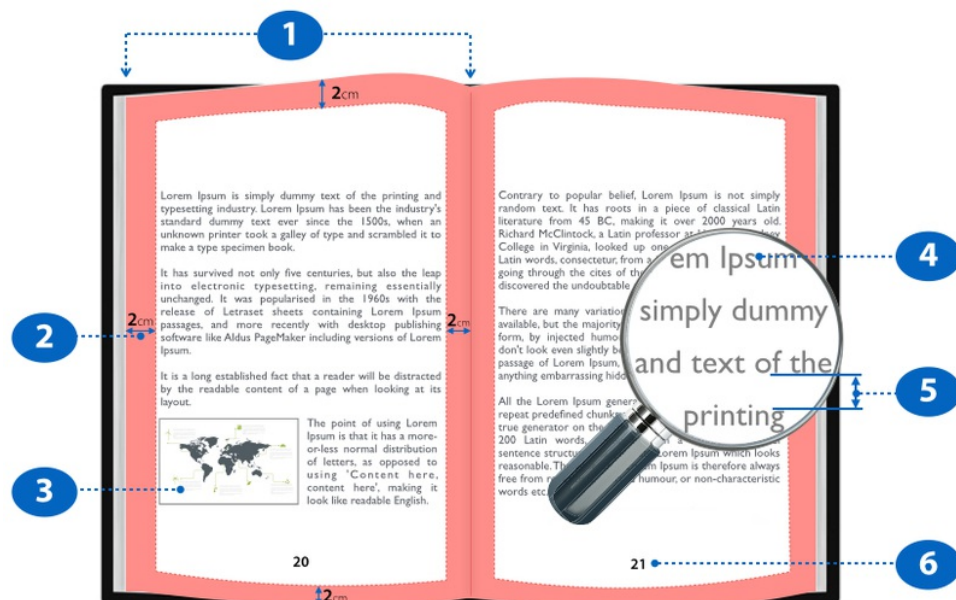 1
2cm
Lorem Ipsum is simply dummy text of the printing and
typesetting industry. Lorem Ipsum has been the industry's
standard dummy text ever since the 1500s, when an
unknown printer took a galley of type and scrambled it to
make a type specimen book.
It has survived not only five centuries, but also the leap
into electronic typesetting, remaining essentially
unchanged. It was popularised in the 1960s with the
release of Letraset sheets containing Lorem Ipsum
passages, and more recently with desktop publishing
software like Aldus PageMaker including versions of Lorem
Ipsum.
2cm
2cm
2
It is a long established fact that a reader will be distracted
by the readable content of a page when looking at its
layout.
The point of using Lorem
Ipsum is that it has a more-
or-less normal distribution
of letters, as opposed to
using 'Content here,
content here', making it
look like readable English.
3
20
2cm
Contrary to popular belief, Lorem Ipsum is not simply
random text. It has roots in a piece of classical Latin
literature from 45 BC, making it over 2000 years old.
Richard McClintock, a Latin professor at
College in Virginia, looked up one
Latin words, consectetur, from a
going through the cites of the
discovered the undoubtable
There are many variation
available, but the majority
form, by injected humo
don't look even slightly be
passage of Lorem Ipsum,
anything embarrassing hidd
All the Lorem Ipsum genera
repeat predefined chunk
true generator on the
200 Latin words,
sentence structu Lorem Ipsum which looks
reasonable. Th em Ipsum is therefore always
free from r humour, or non-characteristic
words etc.
em Ipsum
simply dummy
and text of the
printing
4
5
21
6